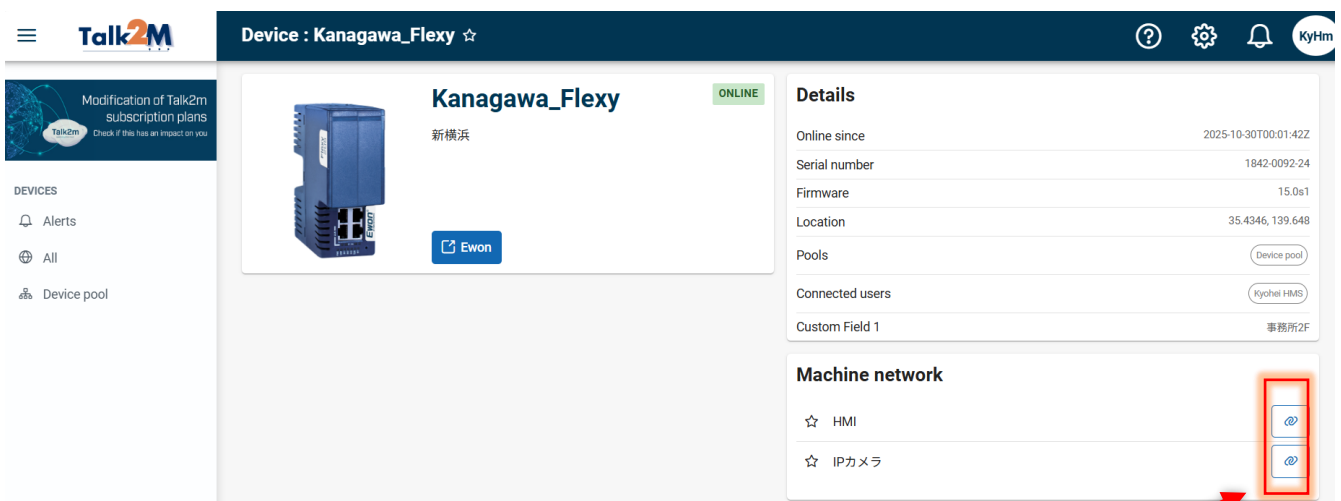 Talk2M
Device : Kanagawa_Flexy
KyHm
Modification of Talk2m
subscription plans
Talk2m
Check if this has an impact on you
DEVICES
Alerts
All
Device pool
Kanagawa_Flexy
ONLINE
新横浜
Ewon
Ewon
Details
Online since 2025-10-30T00:01:42Z
Serial number 1842-0092-24
Firmware 15.0s1
Location 35.4346, 139.648
Pools Device pool
Connected users Kyohei HMS
Custom Field 1 事務所2F
Machine network
HMI
IPカメラ